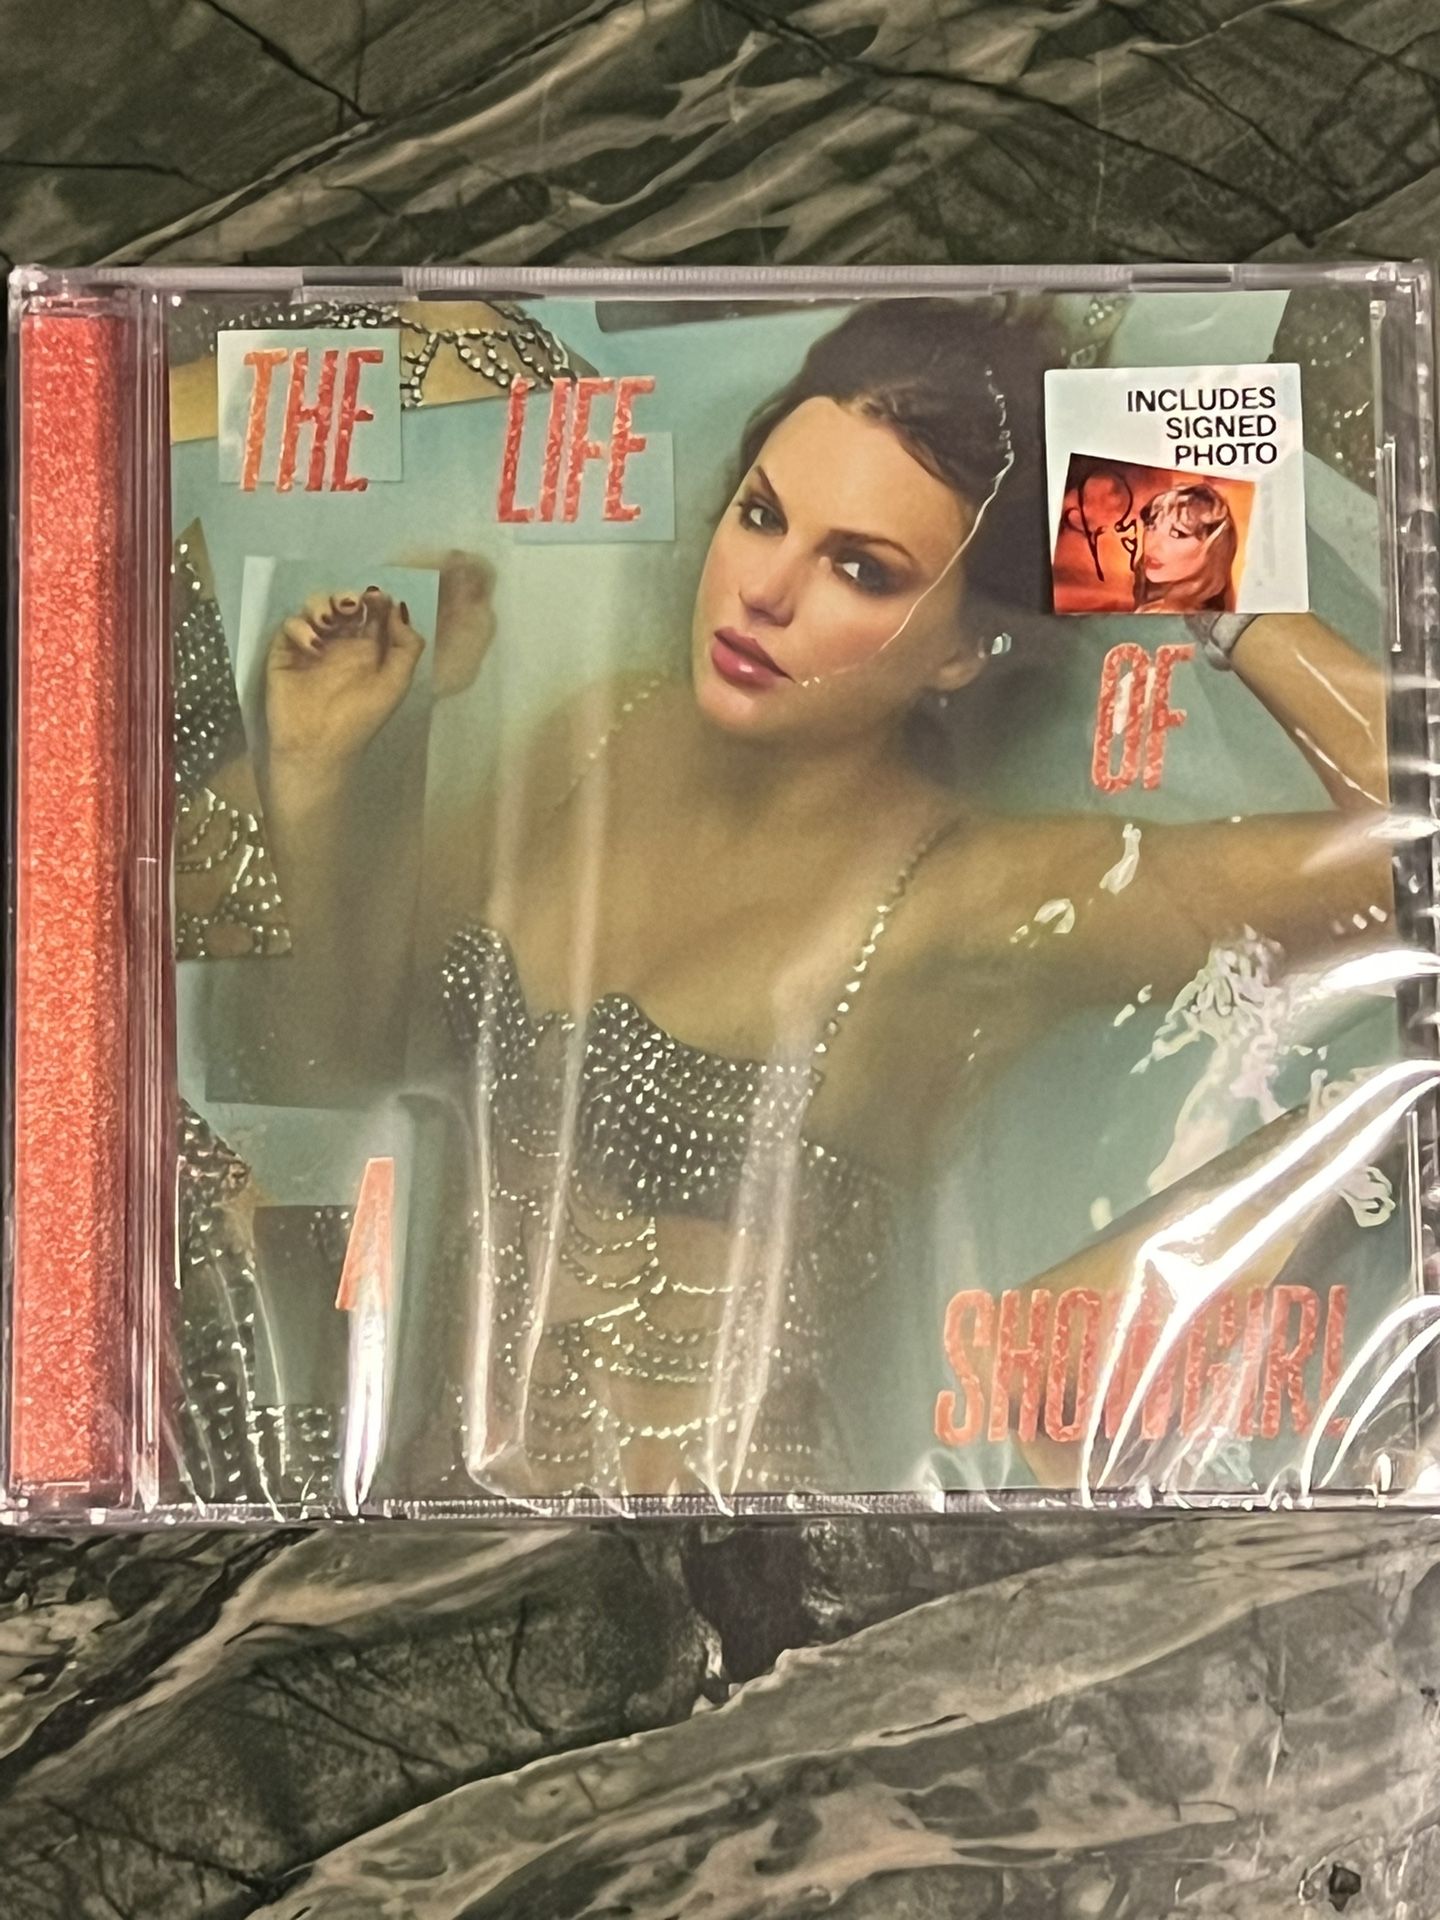 THE
LIFE
INCLUDES
SIGNED
PHOTO
OF
A
SHOWGIRL